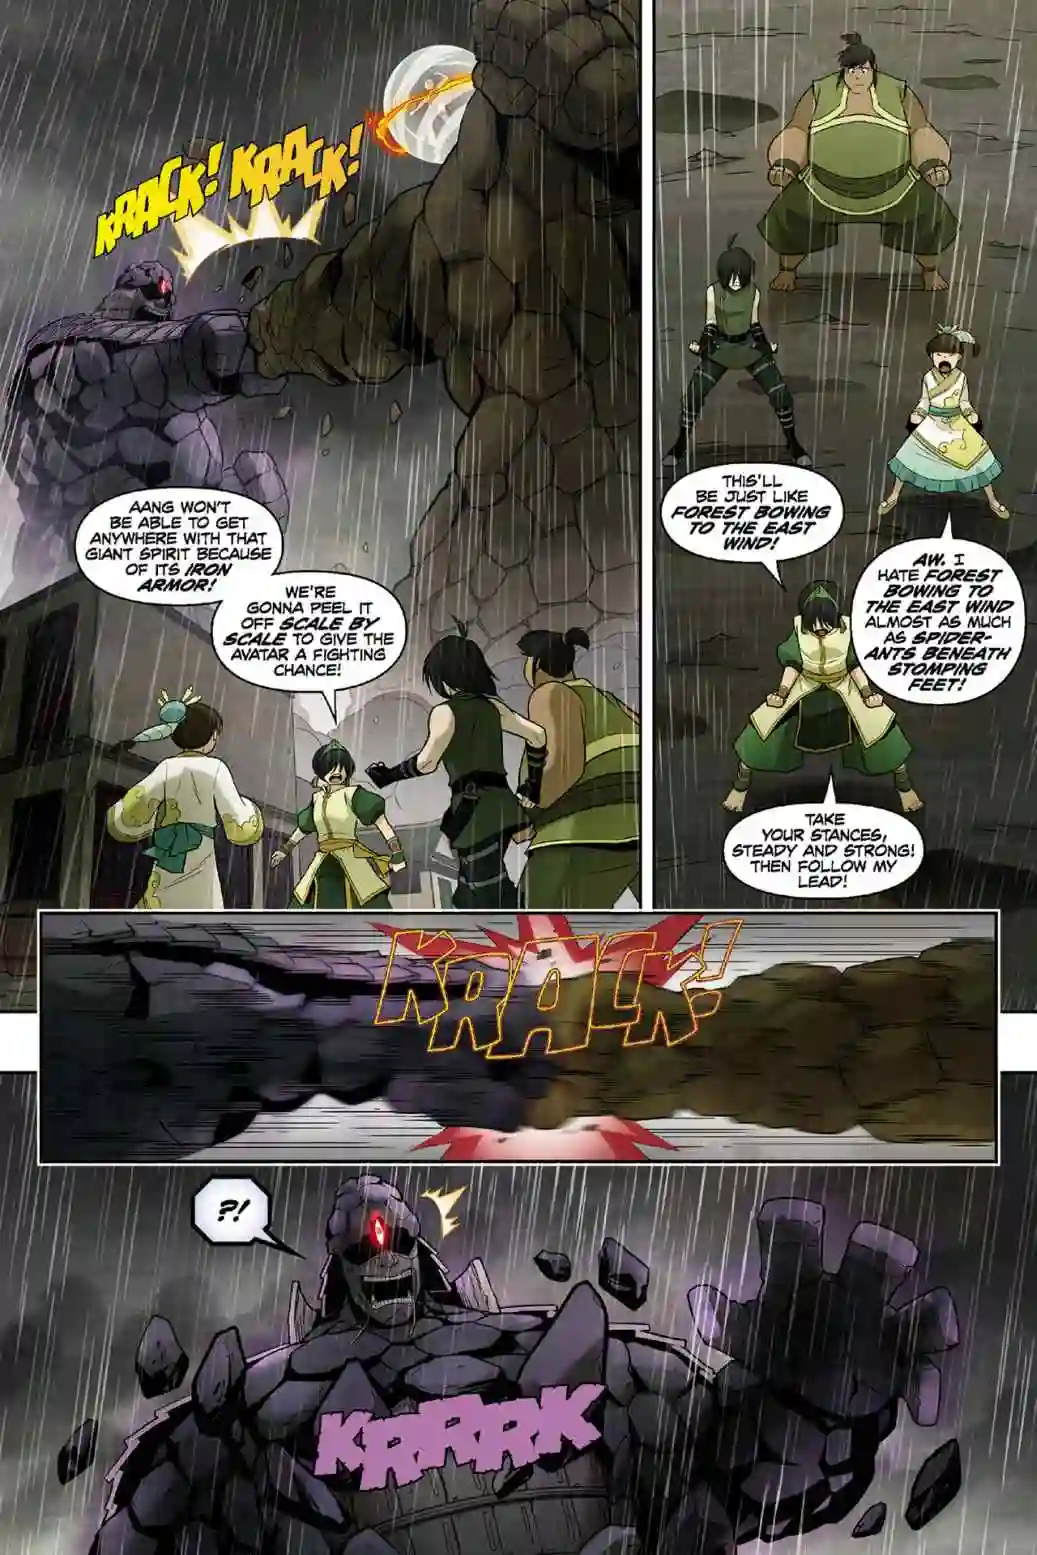 KRACK! KRACK!
AANG WON'T
BE ABLE TO GET
ANYWHERE WITH THAT
GIANT SPIRIT BECAUSE
OF ITS IRON
ARMOR!
WE'RE
GONNA PEEL IT
OFF SCALE BY
SCALE TO GIVE THE
AVATAR A FIGHTING
CHANCE!
THIS'LL
BE JUST LIKE
FOREST BOWING
TO THE EAST
WIND!
AW. I
HATE FOREST
BOWING TO
THE EAST WIND
ALMOST AS MUCH
AS SPIDER-
ANTS BENEATH
STOMPING
FEET!
TAKE
YOUR STANCES,
STEADY AND STRONG!
THEN FOLLOW MY
LEAD!
KRACK!
?!
KRRRRK